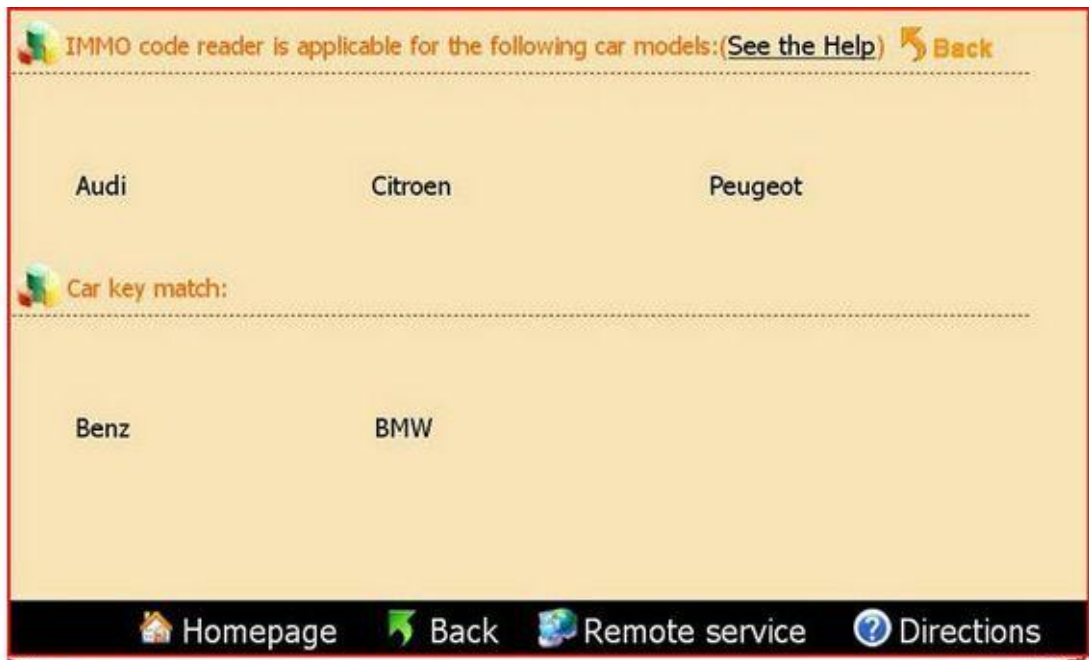 IMMO code reader is applicable for the following car models:(See the Help) Back
Audi Citroen Peugeot
Car key match:
Benz BMW
Homepage Back Remote service Directions